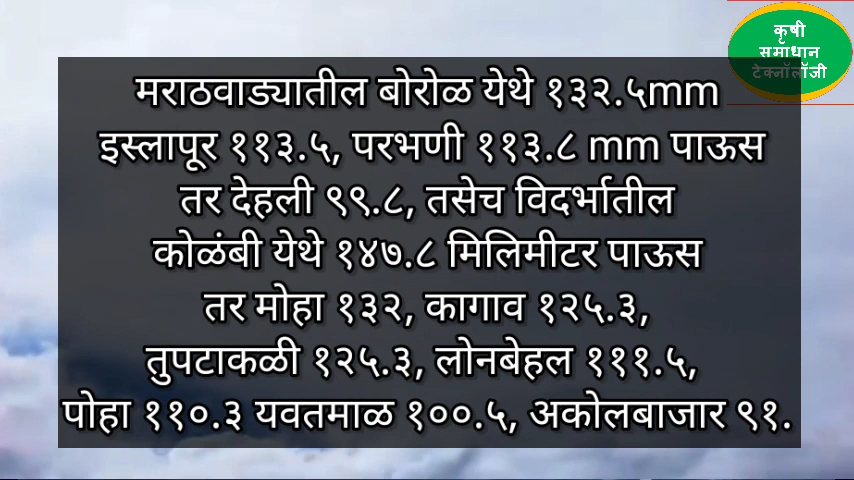 कृषी
समाधान
टेक्नॉलॉजी
मराठवाड्यातील बोरोळ येथे १३२.५mm
इस्लापूर ११३.५, परभणी ११३.८ mm पाऊस
तर देहली ९९.८, तसेच विदर्भातील
कोळंबी येथे १४७.८ मिलिमीटर पाऊस
तर मोहा १३२, कागाव १२५.३,
तुपटाकळी १२५.३, लोनबेहल १११.५,
पोहा ११०.३ यवतमाळ १००.५, अकोलबाजार ९१.